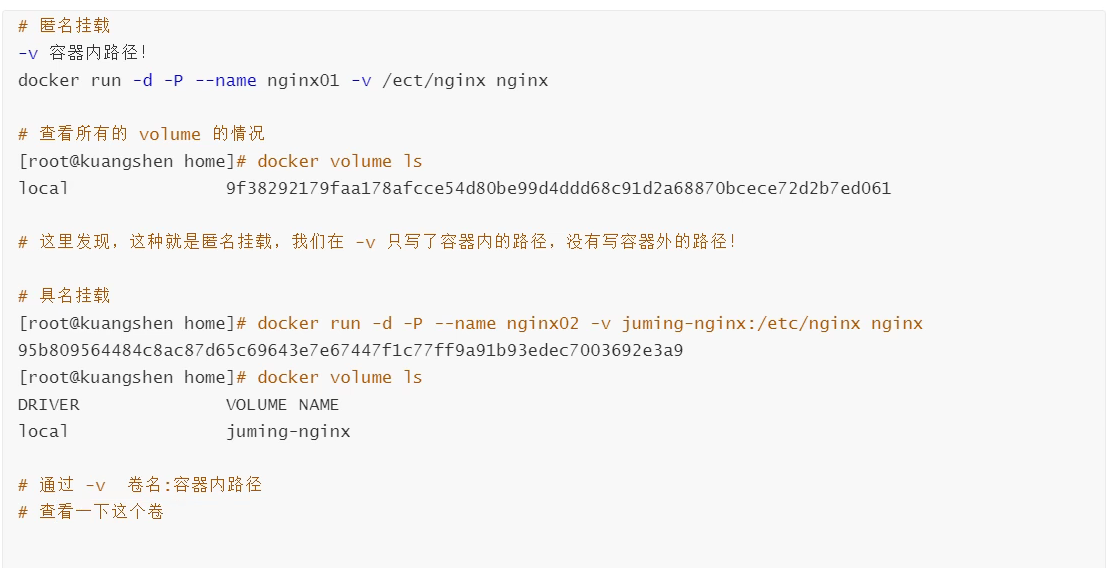 # 匿名挂载
-v 容器内路径!
docker run -d -P --name nginx01 -v /ect/nginx nginx
# 查看所有的 volume 的情况
[root@kuangshen home]# docker volume ls
local 9f38292179faa178afcce54d80be99d4ddd68c91d2a68870bcece72d2b7ed061
# 这里发现，这种就是匿名挂载，我们在 -v 只写了容器内的路径，没有写容器外的路径!
# 具名挂载
[root@kuangshen home]# docker run -d -P --name nginx02 -v juming-nginx:/etc/nginx nginx
95b809564484c8ac87d65c69643e7e67447f1c77ff9a91b93edec7003692e3a9
[root@kuangshen home]# docker volume ls
DRIVER VOLUME NAME
local juming-nginx
# 通过 -v 卷名:容器内路径
# 查看一下这个卷